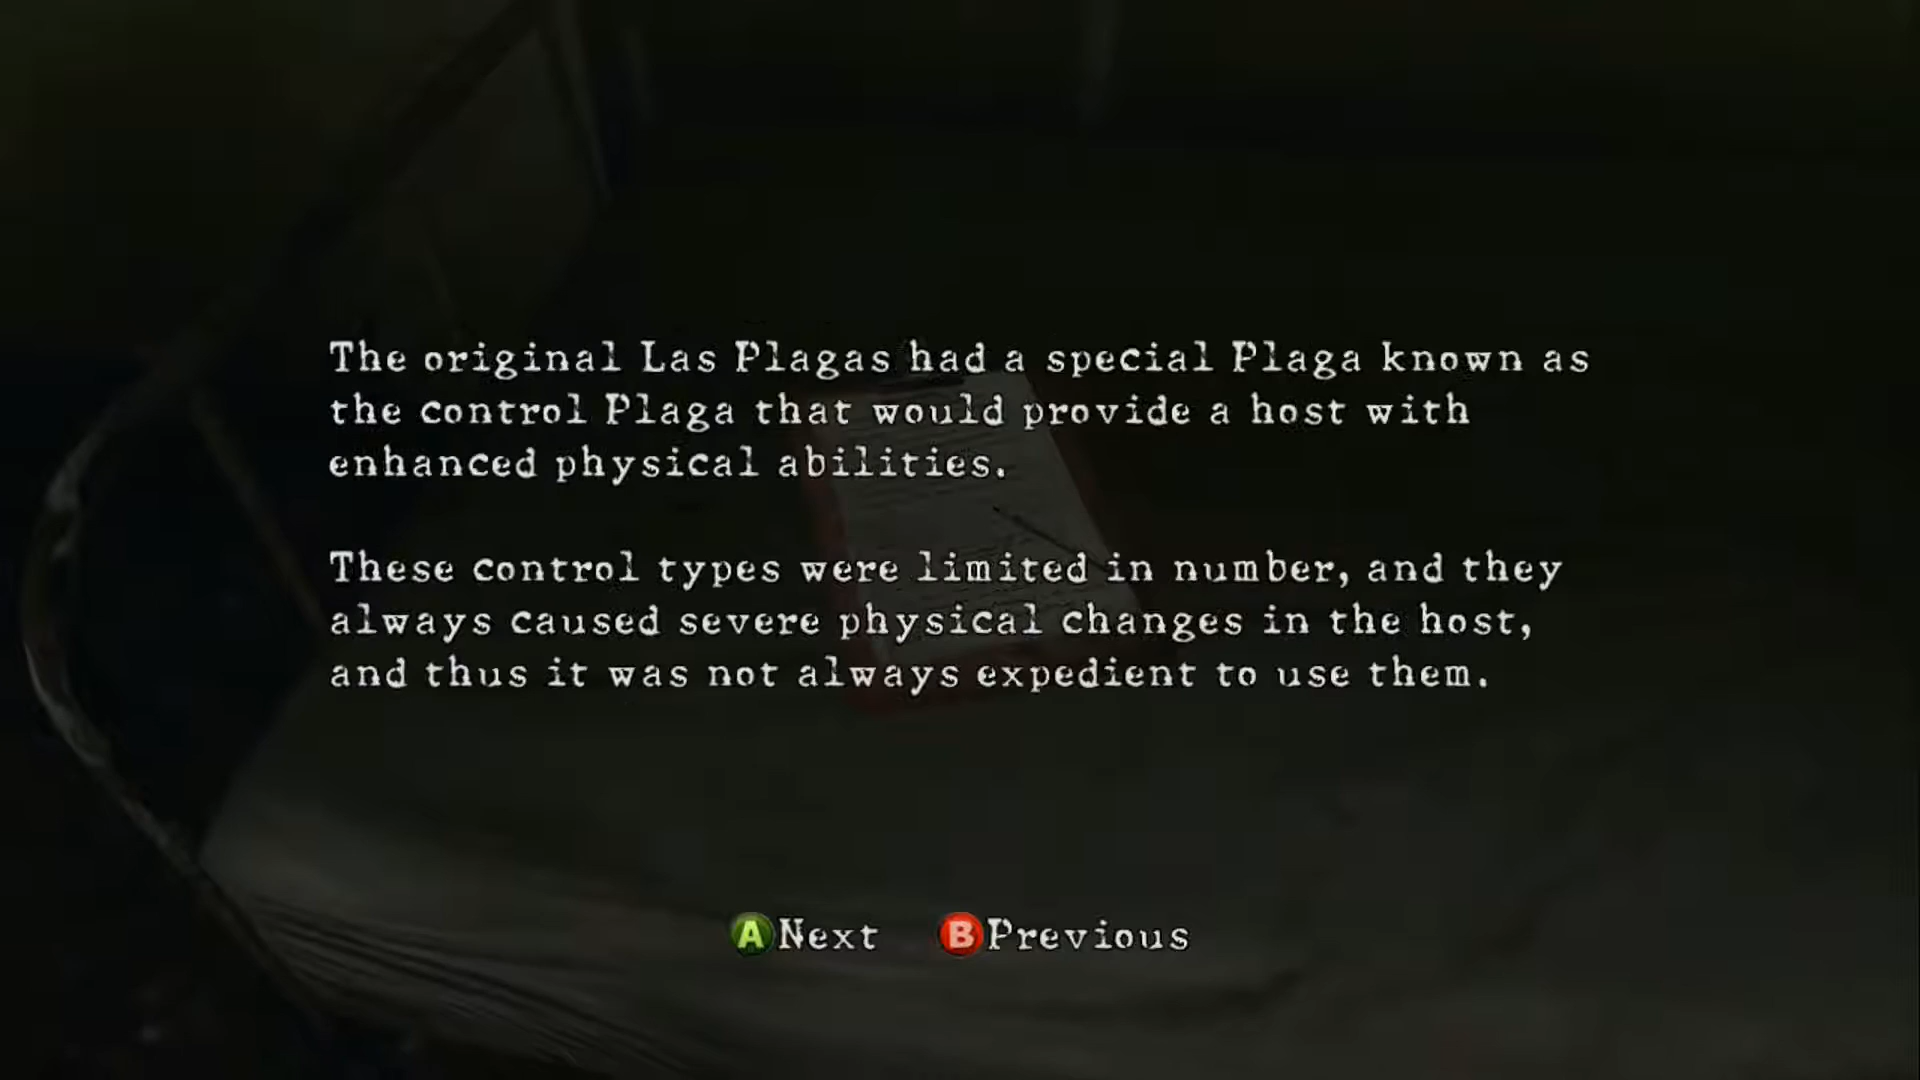 The original Las Plagas had a special Plaga known as
the control Plaga that would provide a host with
enhanced physical abilities.
These control types were limited in number, and they
always caused severe physical changes in the host,
and thus it was not always expedient to use them.
A Next B Previous